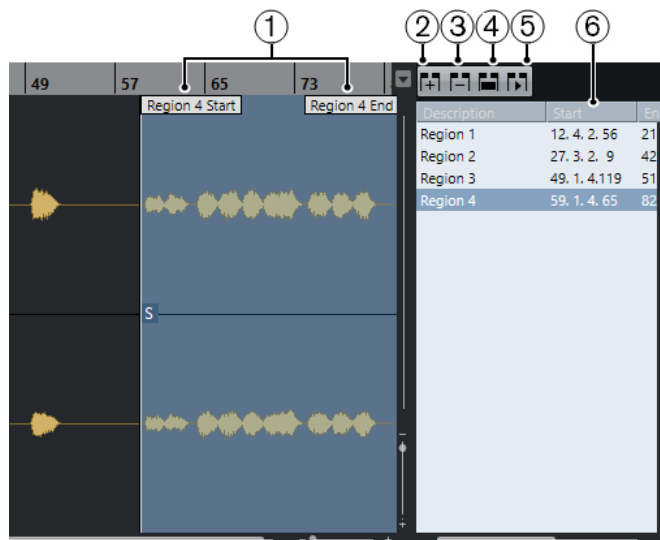 1 2 3 4 5 6
49 57 65 73
Region 4 Start Region 4 End
Description Start En
Region 1 12. 4. 2. 56 21
Region 2 27. 3. 2. 9 42
Region 3 49. 1. 4.119 51
Region 4 59. 1. 4. 65 82
S